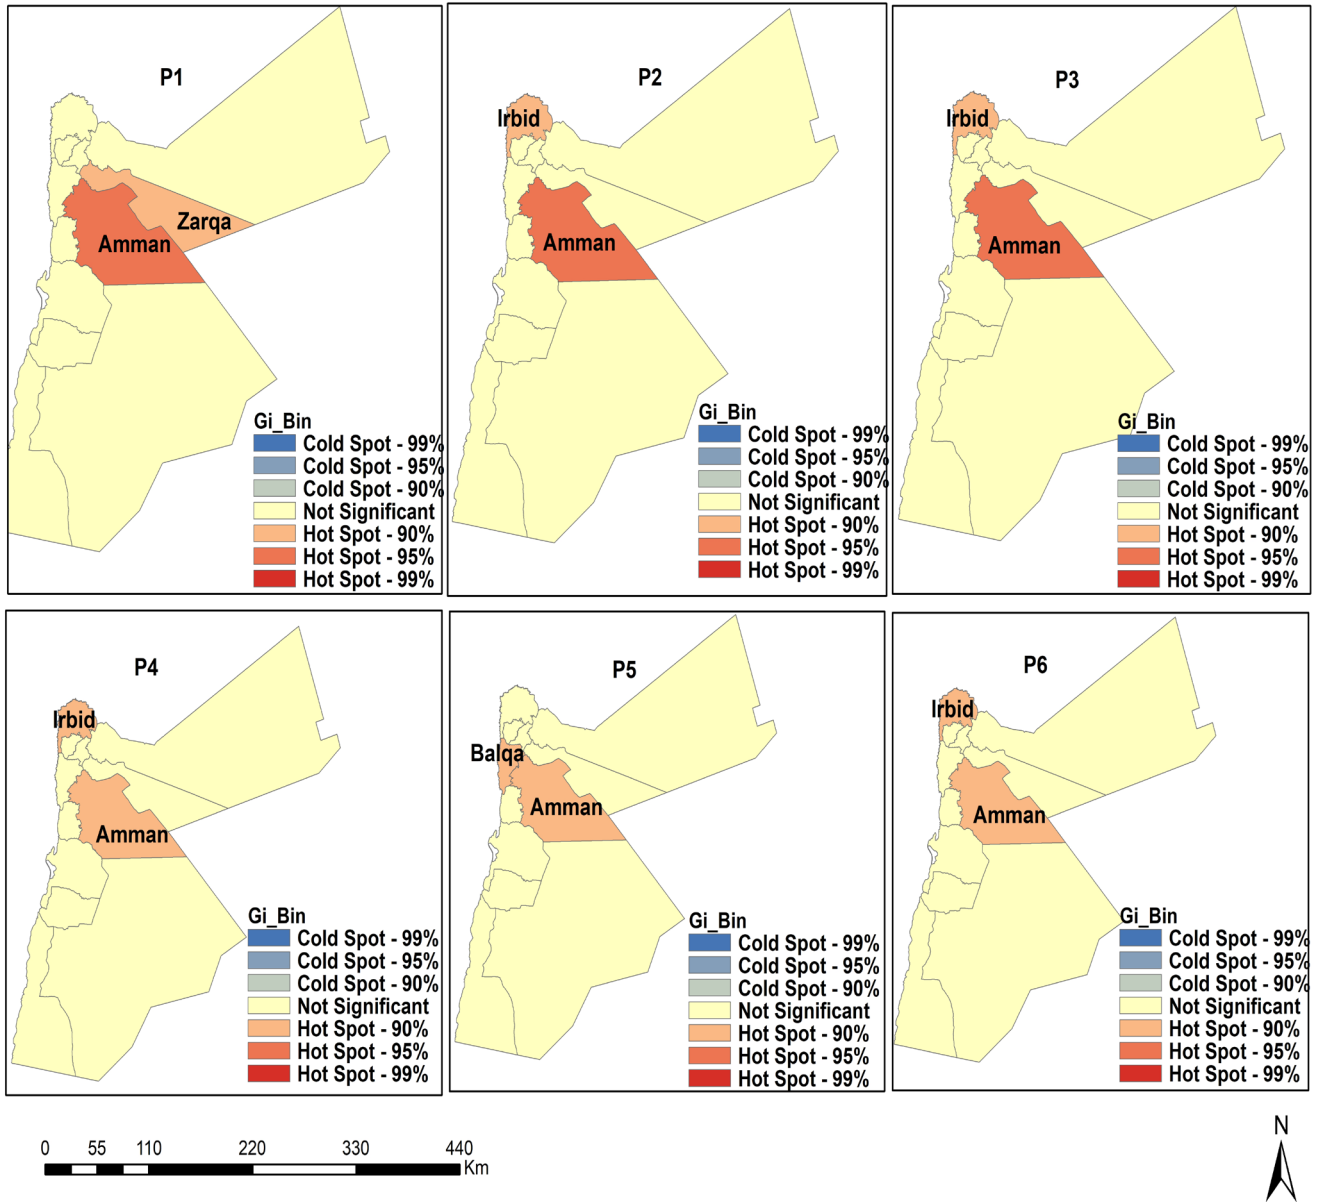 P1
Zarqa
Amman
Gi_Bin
Cold Spot - 99%
Cold Spot - 95%
Cold Spot - 90%
Not Significant
Hot Spot - 90%
Hot Spot - 95%
Hot Spot - 99%
P2
Irbid
Amman
Gi_Bin
Cold Spot - 99%
Cold Spot - 95%
Cold Spot - 90%
Not Significant
Hot Spot - 90%
Hot Spot - 95%
Hot Spot - 99%
P3
Irbid
Amman
Gi_Bin
Cold Spot - 99%
Cold Spot - 95%
Cold Spot - 90%
Not Significant
Hot Spot - 90%
Hot Spot - 95%
Hot Spot - 99%
P4
Irbid
Amman
Gi_Bin
Cold Spot - 99%
Cold Spot - 95%
Cold Spot - 90%
Not Significant
Hot Spot - 90%
Hot Spot - 95%
Hot Spot - 99%
P5
Balqa
Amman
Gi_Bin
Cold Spot - 99%
Cold Spot - 95%
Cold Spot - 90%
Not Significant
Hot Spot - 90%
Hot Spot - 95%
Hot Spot - 99%
P6
Irbid
Amman
Gi_Bin
Cold Spot - 99%
Cold Spot - 95%
Cold Spot - 90%
Not Significant
Hot Spot - 90%
Hot Spot - 95%
Hot Spot - 99%
0 55 110 220 330 440
Km
N